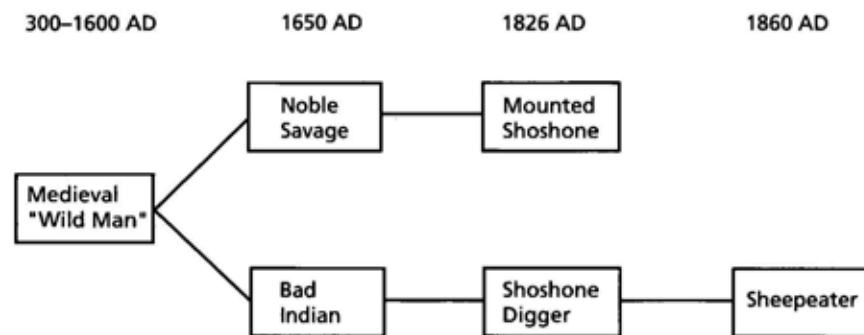 300–1600 AD 1650 AD 1826 AD 1860 AD
Noble
Savage
Mounted
Shoshone
Medieval
"Wild Man"
Bad
Indian
Shoshone
Digger
Sheepeater